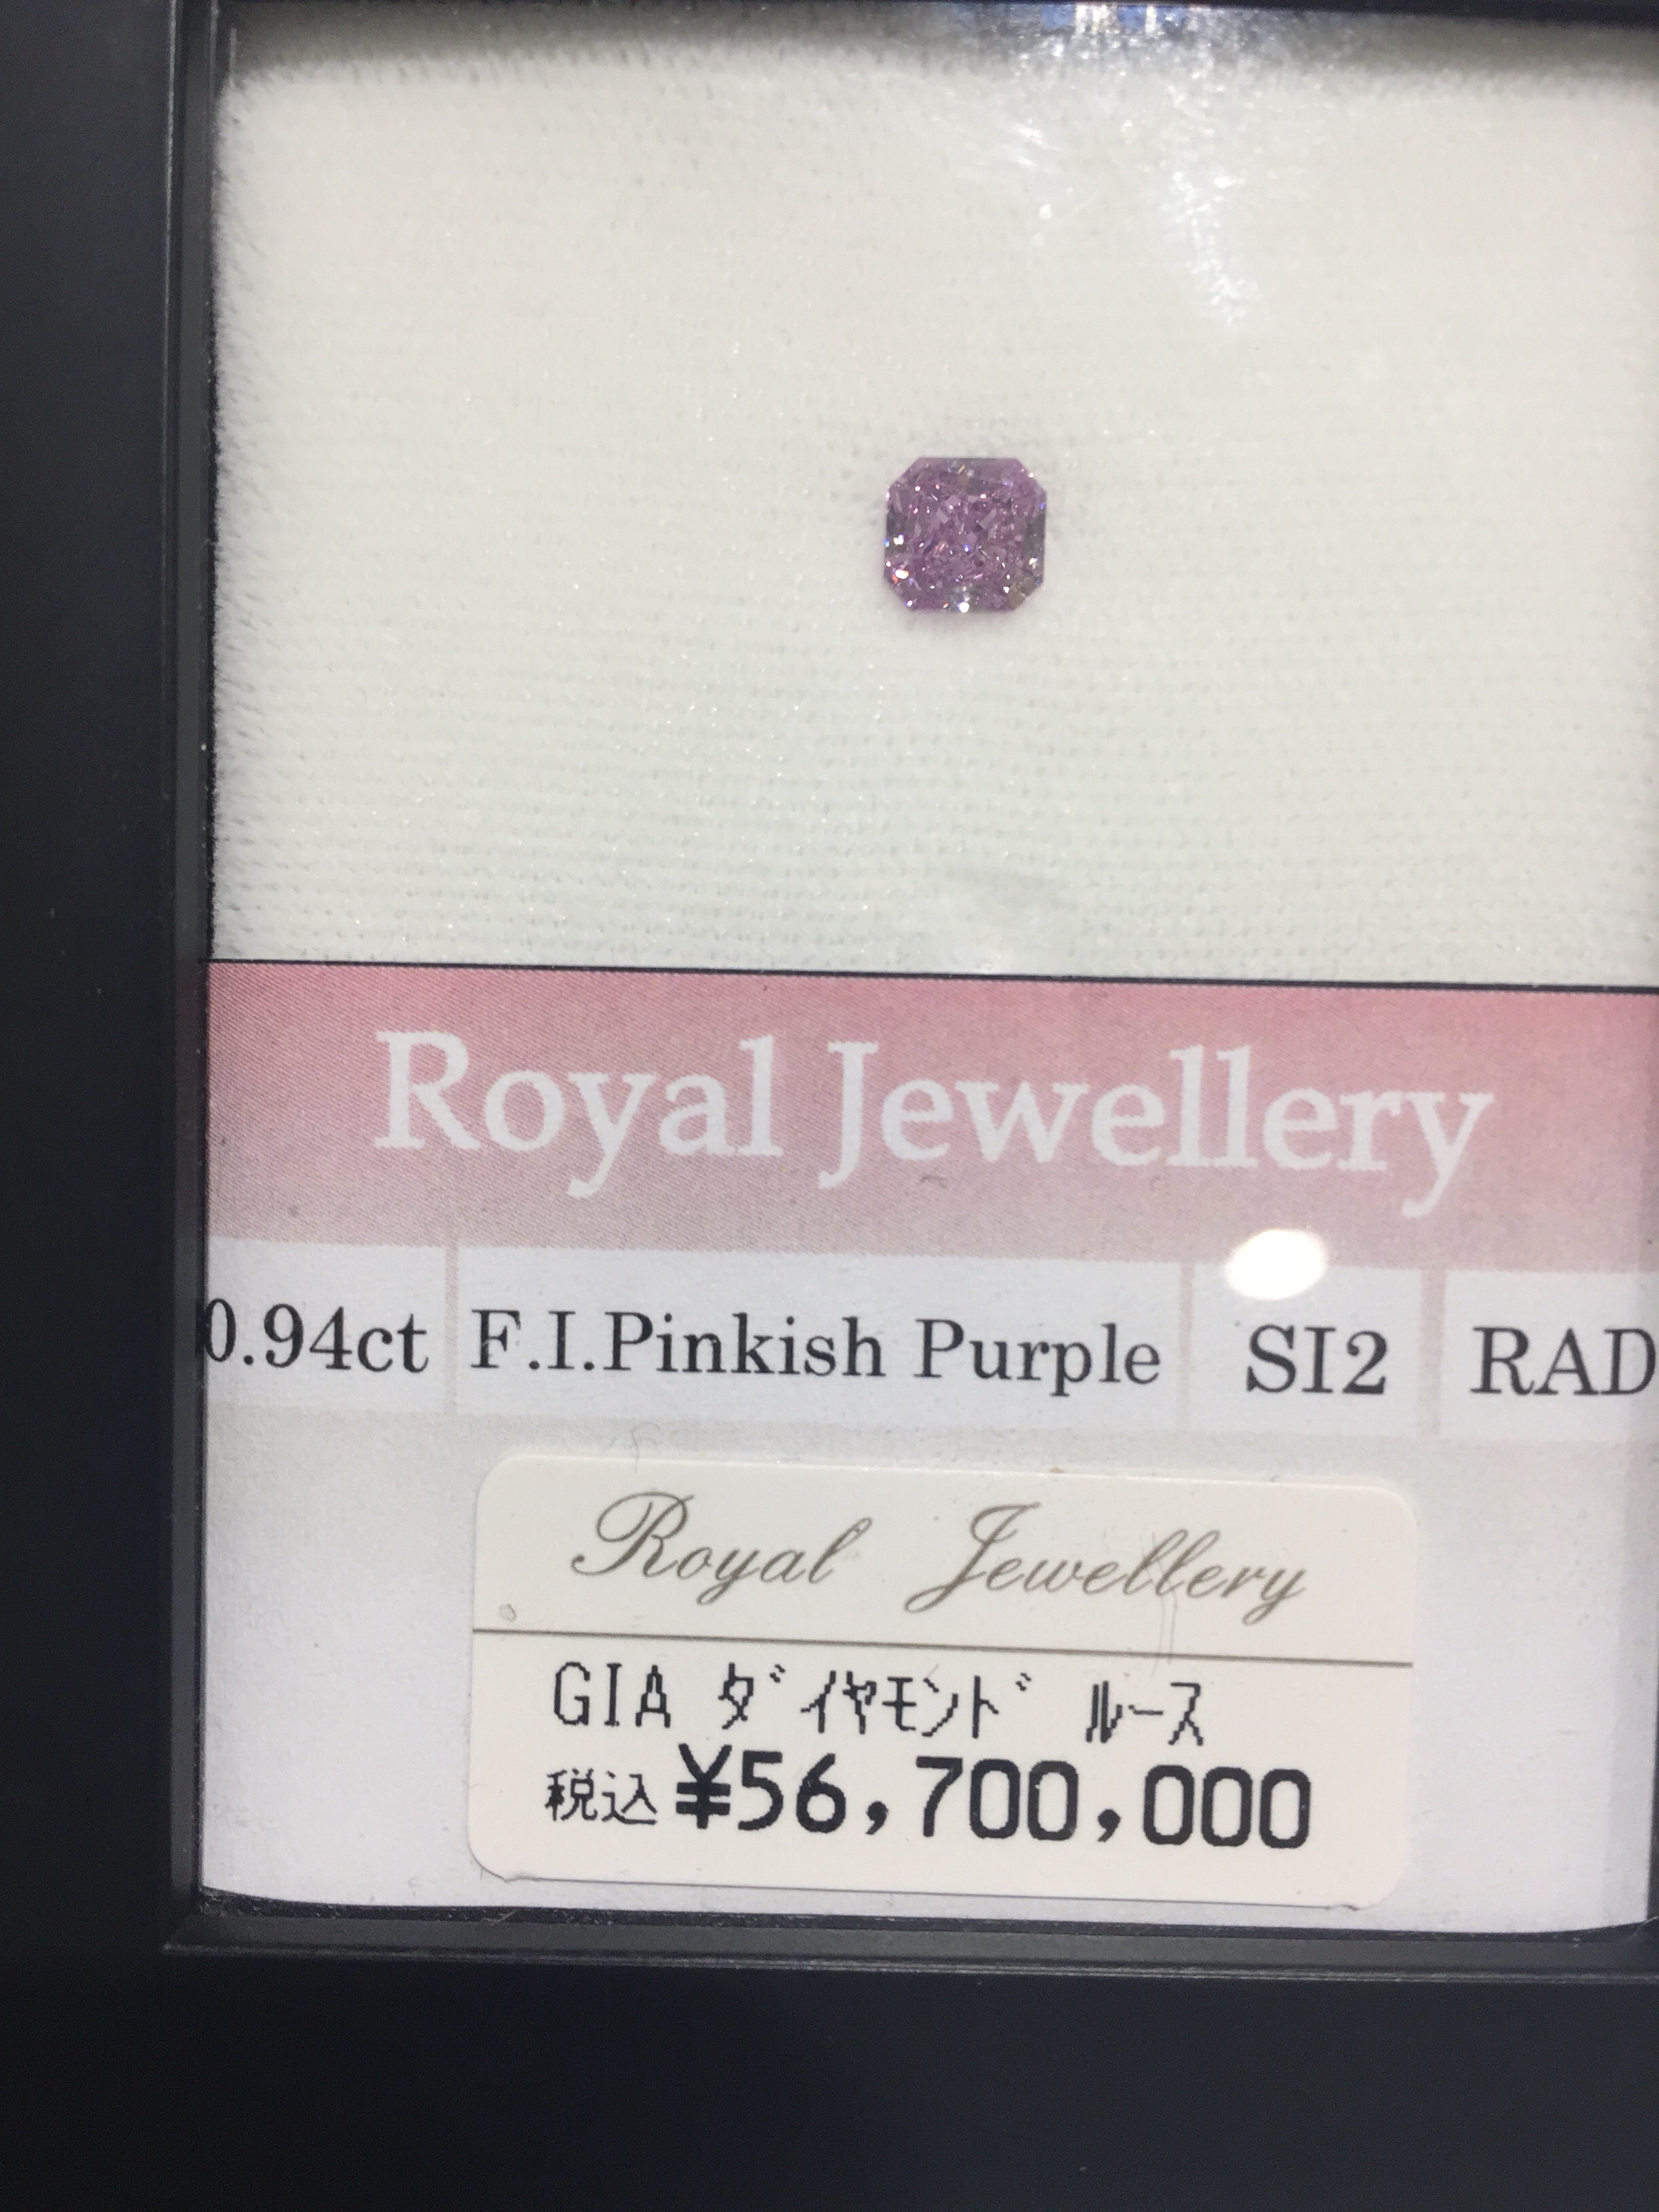 Royal Jewellery
0.94ct F.I.Pinkish Purple SI2 RAD
Royal Jewellery
GIA ダイヤモンド ルース
税込 ¥56,700,000